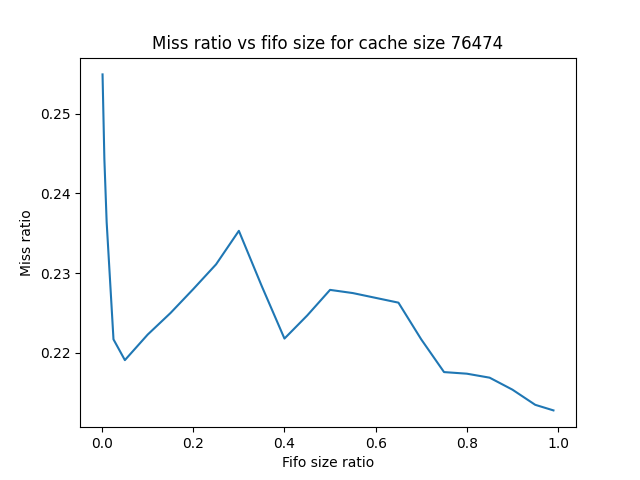 Miss ratio vs fifo size for cache size 76474
Miss ratio
0.25
0.24
0.23
0.22
0.0 0.2 0.4 0.6 0.8 1.0
Fifo size ratio